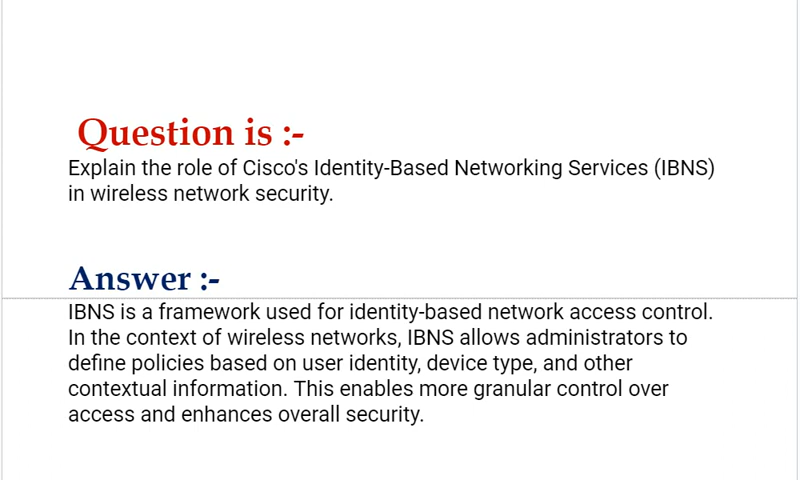 Question is :-
Explain the role of Cisco's Identity-Based Networking Services (IBNS)
in wireless network security.
Answer :-
IBNS is a framework used for identity-based network access control.
In the context of wireless networks, IBNS allows administrators to
define policies based on user identity, device type, and other
contextual information. This enables more granular control over
access and enhances overall security.